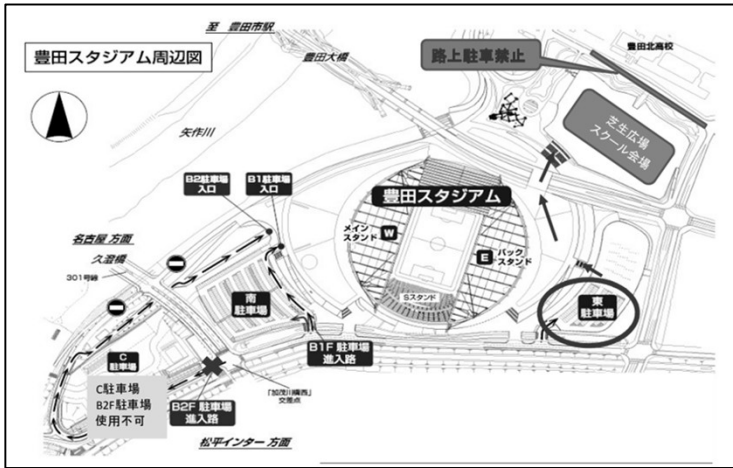 至 豊田市駅
豊田スタジアム周辺図
豊田大橋
路上駐車禁止
豊田北高校
矢作川
芝生広場
スクール会場
B2駐車場
入口
B1駐車場
入口
豊田スタジアム
メイン
スタンド
W
E
バック
スタンド
Sスタンド
名古屋 方面
久澄橋
301号線
南
駐車場
東
駐車場
C
駐車場
B1F 駐車場
進入路
C駐車場
B2F駐車場
使用不可
B2F 駐車場
進入路
「加茂川橋西」
交差点
松平インター 方面